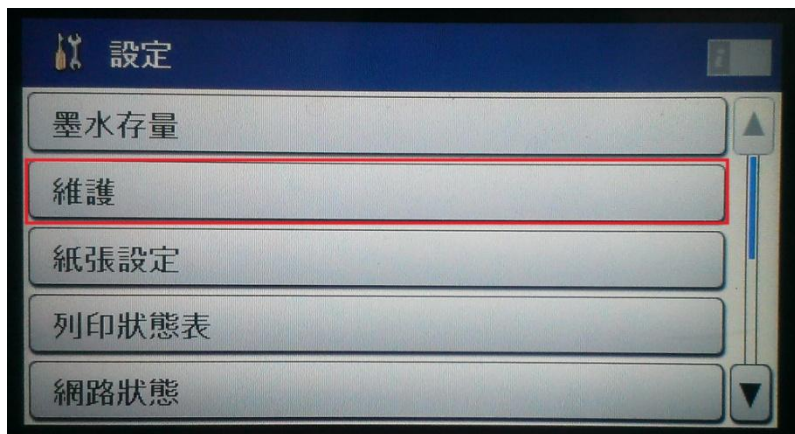 設定
墨水存量
維護
紙張設定
列印狀態表
網路狀態